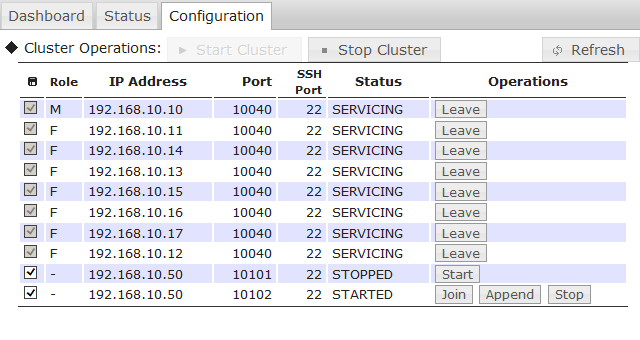 Dashboard Status Configuration
Cluster Operations: Start Cluster Stop Cluster Refresh
Role IP Address Port SSH Port Status Operations
M 192.168.10.10 10040 22 SERVICING Leave
F 192.168.10.11 10040 22 SERVICING Leave
F 192.168.10.14 10040 22 SERVICING Leave
F 192.168.10.13 10040 22 SERVICING Leave
F 192.168.10.15 10040 22 SERVICING Leave
F 192.168.10.16 10040 22 SERVICING Leave
F 192.168.10.17 10040 22 SERVICING Leave
F 192.168.10.12 10040 22 SERVICING Leave
- 192.168.10.50 10101 22 STOPPED Start
- 192.168.10.50 10102 22 STARTED Join Append Stop